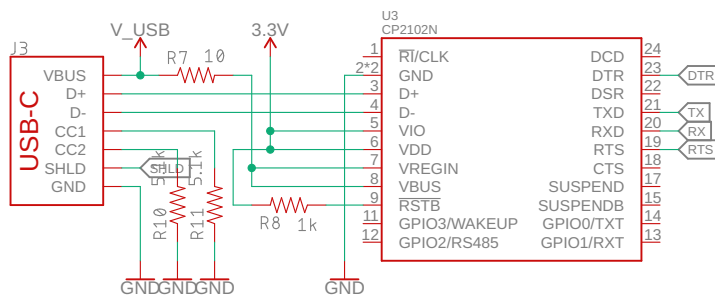 J3
USB-C
VBUS
D+
D-
CC1
CC2
SHLD
GND
V_USB
R7 10
3.3V
SHLD
5.1k
5.1k
R10
R11
R8 1k
GND
GND
GND
GND
U3
CP2102N
1 RI/CLK
2*2 GND
3 D+
4 D-
5 VIO
6 VDD
7 VREGIN
8 VBUS
9 RSTB
11 GPIO3/WAKEUP
12 GPIO2/RS485
DCD 24
DTR 23 DTR
DSR 22
TXD 21 TX
RXD 20 RX
RTS 19 RTS
CTS 18
SUSPEND 17
SUSPENDB 15
GPIO0/TXT 14
GPIO1/RXT 13